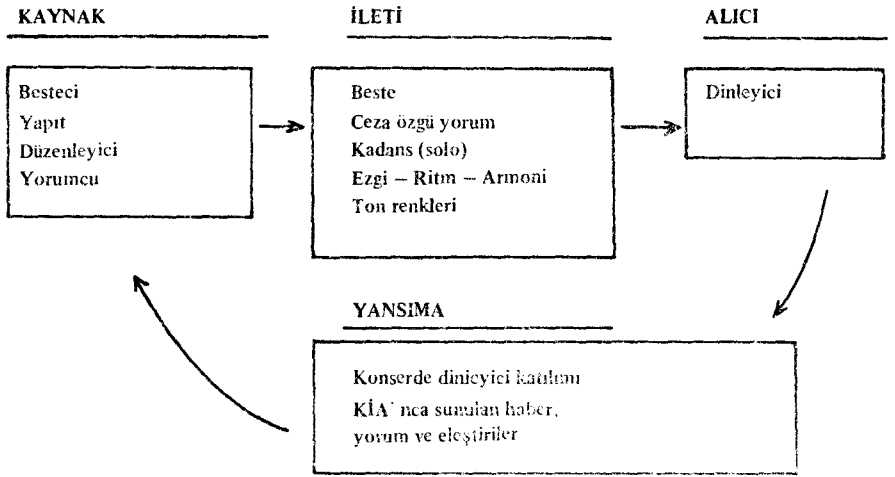 KAYNAK
Besteci
Yapıt
Düzenleyici
Yorumcu
İLETİ
Beste
Ceza özgü yorum
Kadans (solo)
Ezgi – Ritm – Armoni
Ton renkleri
ALICI
Dinleyici
YANSIMA
Konserde dinleyici katılımı
KİA' nca sunulan haber,
yorum ve eleştiriler